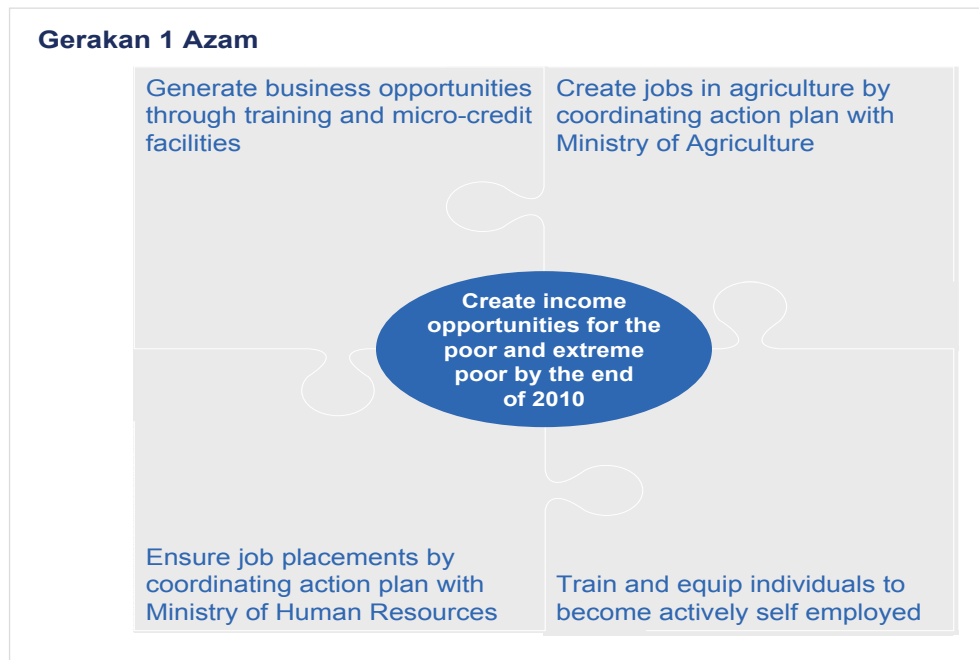 Gerakan 1 Azam
Generate business opportunities
through training and micro-credit
facilities
Create jobs in agriculture by
coordinating action plan with
Ministry of Agriculture
Create income
opportunities for the
poor and extreme
poor by the end
of 2010
Ensure job placements by
coordinating action plan with
Ministry of Human Resources
Train and equip individuals to
become actively self employed